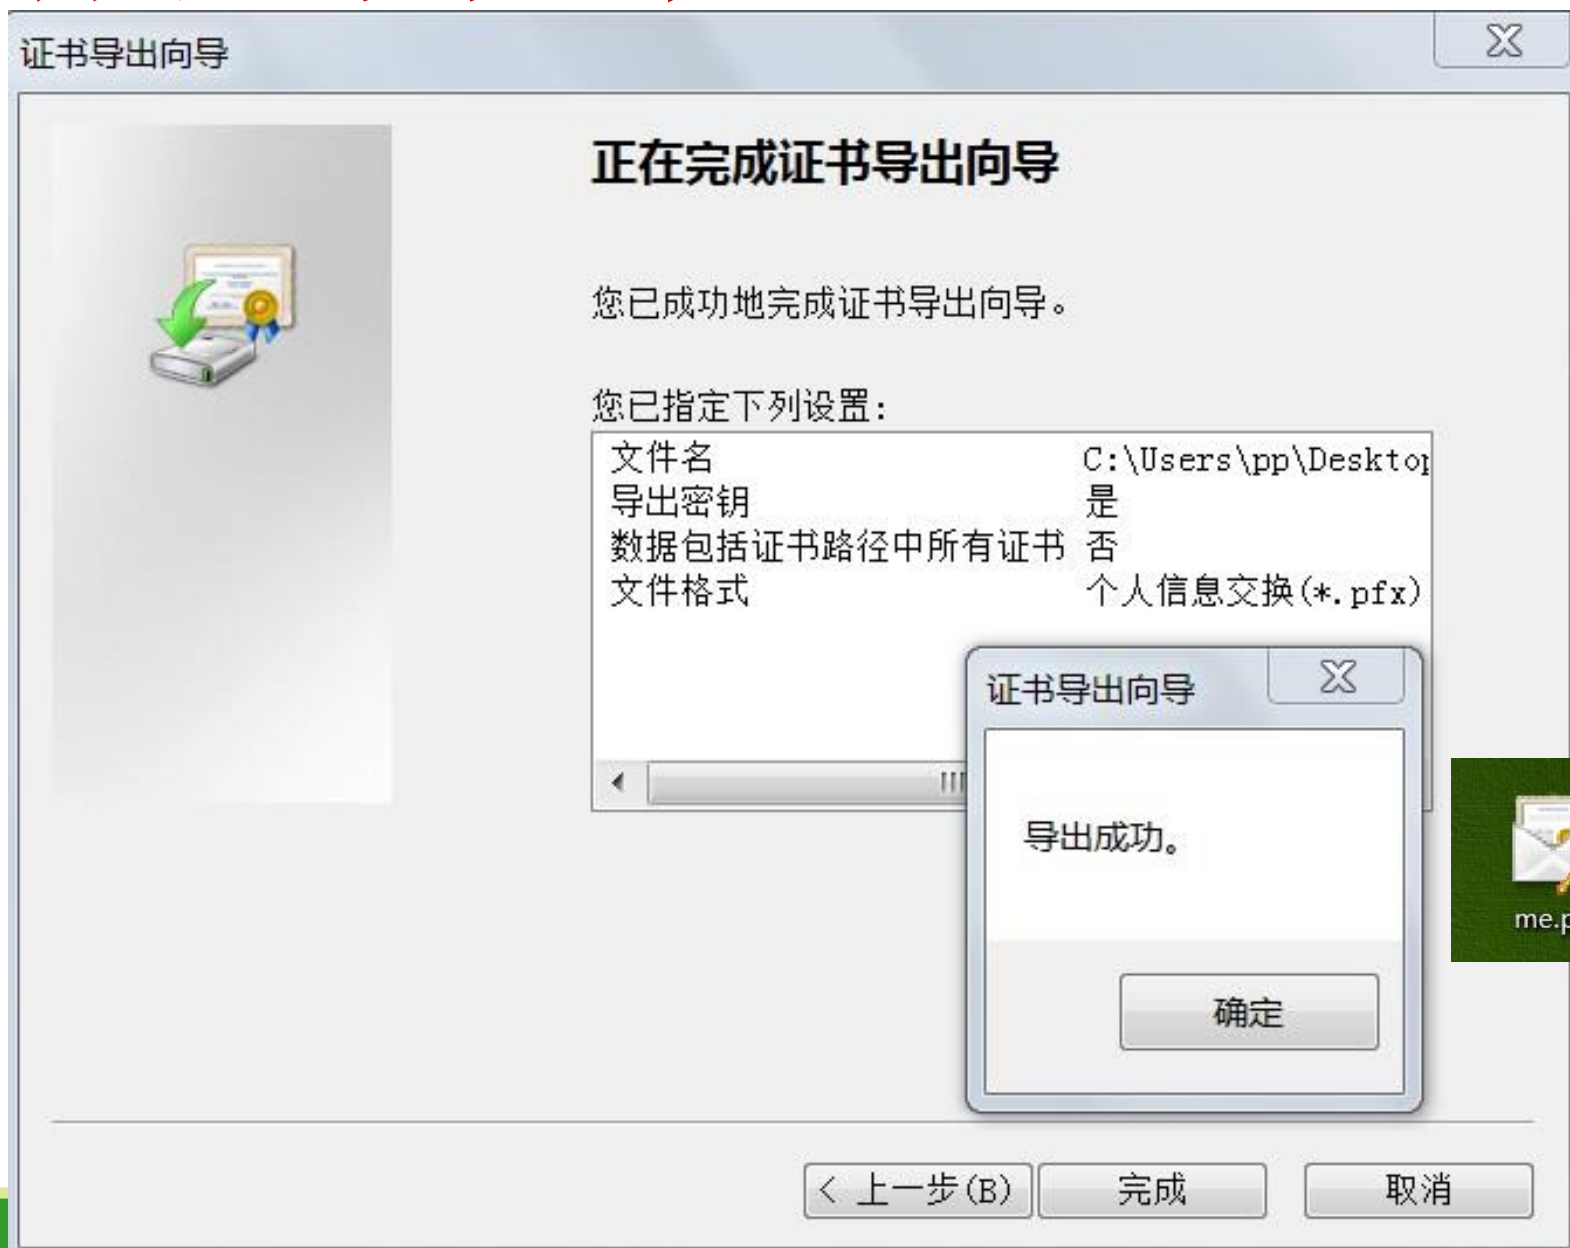 证书导出向导
正在完成证书导出向导
您已成功地完成证书导出向导。
您已指定下列设置:
文件名 C:\Users\pp\Desktop
导出密钥 是
数据包括证书路径中所有证书 否
文件格式 个人信息交换(*.pfx)
证书导出向导
导出成功。
me.p
确定
< 上一步(B) 完成 取消